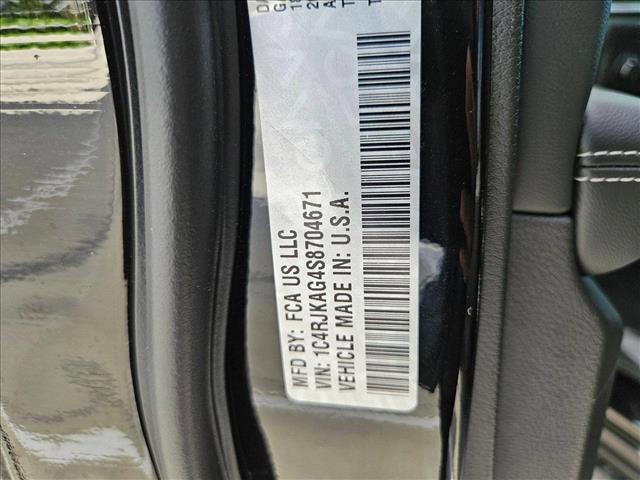 MFD BY: FCA US LLC
VIN: 1C4RJKAG4S8704671
VEHICLE MADE IN: U.S.A.